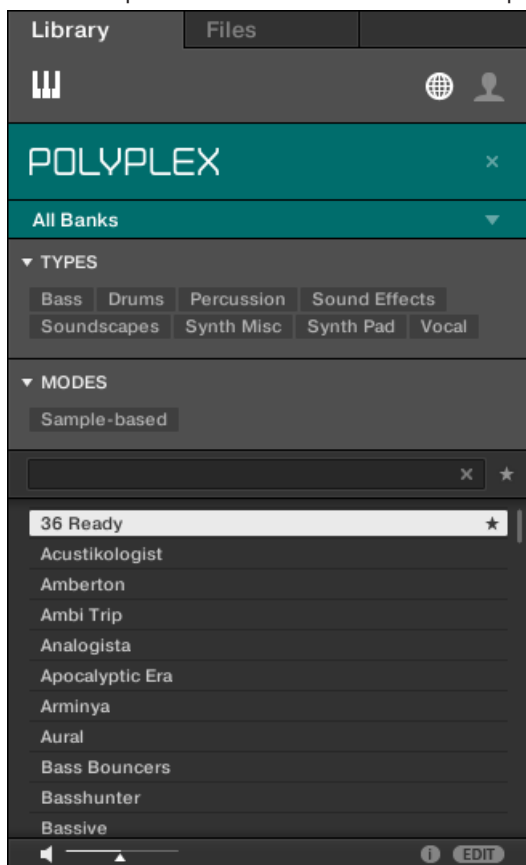 Library Files
POLYPLEX
All Banks
TYPES
Bass Drums Percussion Sound Effects
Soundscapes Synth Misc Synth Pad Vocal
MODES
Sample-based
36 Ready
Acustikologist
Amberton
Ambi Trip
Analogista
Apocalyptic Era
Arminya
Aural
Bass Bouncers
Basshunter
Bassive
i EDIT